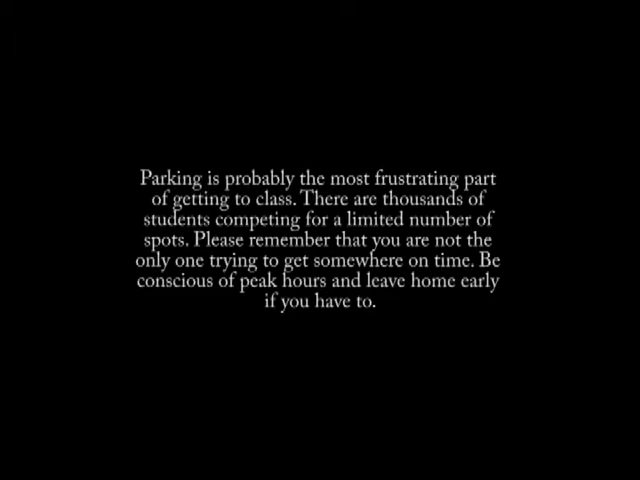 Parking is probably the most frustrating part
of getting to class. There are thousands of
students competing for a limited number of
spots. Please remember that you are not the
only one trying to get somewhere on time. Be
conscious of peak hours and leave home early
if you have to.